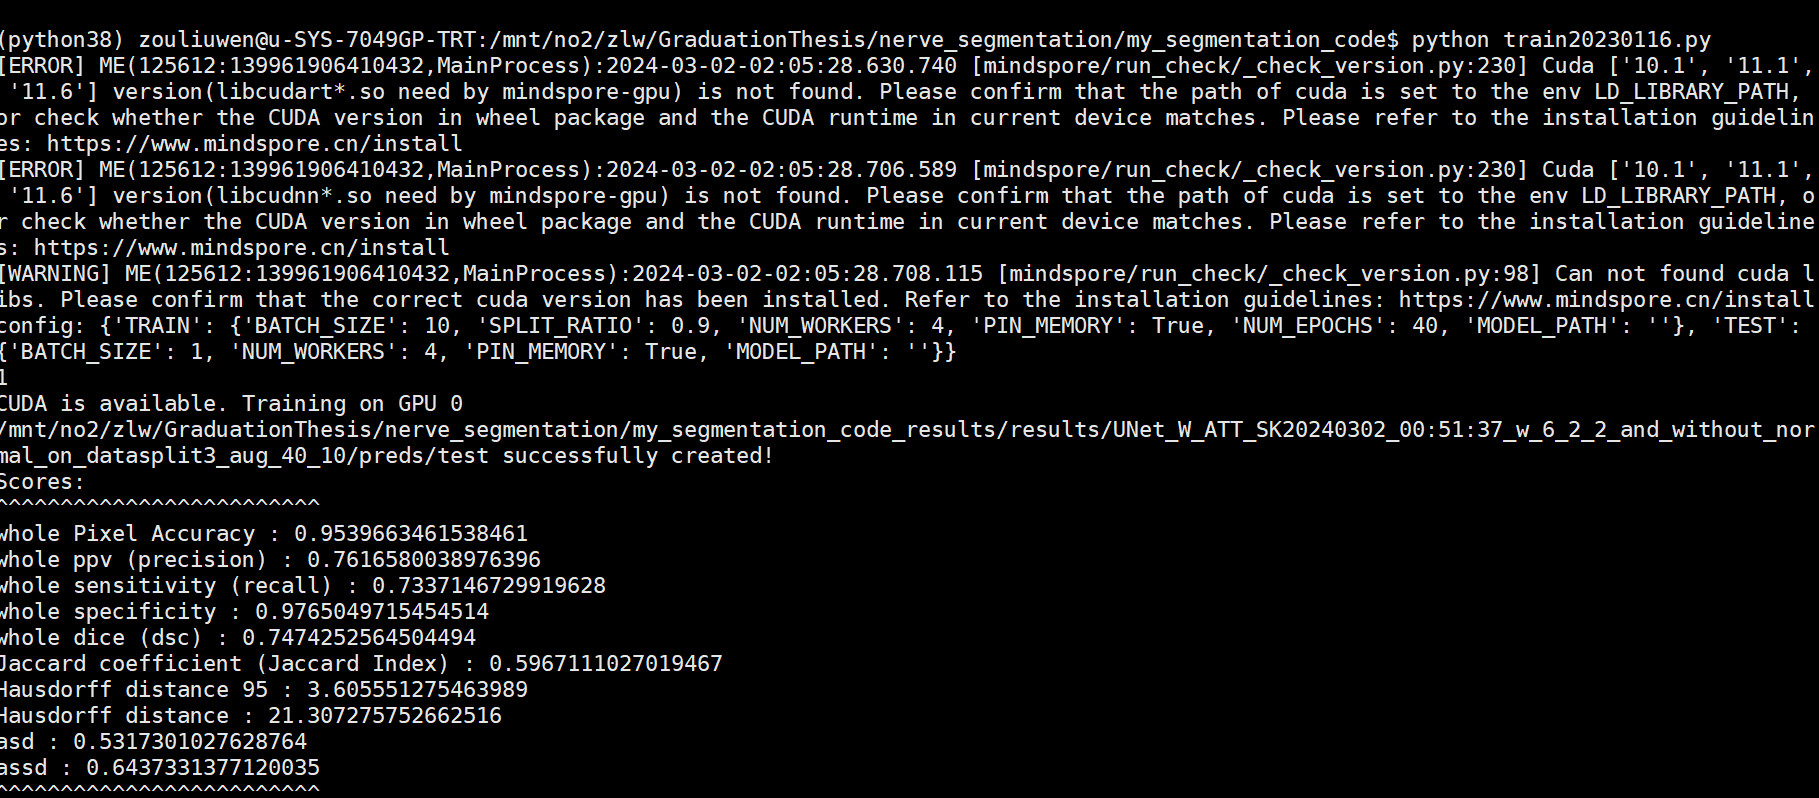 (python38) zouliuwen@u-SYS-7049GP-TRT:/mnt/no2/zlw/GraduationThesis/nerve_segmentation/my_segmentation_code$ python train20230116.py
[ERROR] ME(125612:139961906410432,MainProcess):2024-03-02-02:05:28.630.740 [mindspore/run_check/_check_version.py:230] Cuda ['10.1', '11.1',
 '11.6'] version(libcudart*.so need by mindspore-gpu) is not found. Please confirm that the path of cuda is set to the env LD_LIBRARY_PATH,
or check whether the CUDA version in wheel package and the CUDA runtime in current device matches. Please refer to the installation guidelin
es: https://www.mindspore.cn/install
[ERROR] ME(125612:139961906410432,MainProcess):2024-03-02-02:05:28.706.589 [mindspore/run_check/_check_version.py:230] Cuda ['10.1', '11.1',
 '11.6'] version(libcudnn*.so need by mindspore-gpu) is not found. Please confirm that the path of cuda is set to the env LD_LIBRARY_PATH, o
r check whether the CUDA version in wheel package and the CUDA runtime in current device matches. Please refer to the installation guideline
s: https://www.mindspore.cn/install
[WARNING] ME(125612:139961906410432,MainProcess):2024-03-02-02:05:28.708.115 [mindspore/run_check/_check_version.py:98] Can not found cuda l
ibs. Please confirm that the correct cuda version has been installed. Refer to the installation guidelines: https://www.mindspore.cn/install
config: {'TRAIN': {'BATCH_SIZE': 10, 'SPLIT_RATIO': 0.9, 'NUM_WORKERS': 4, 'PIN_MEMORY': True, 'NUM_EPOCHS': 40, 'MODEL_PATH': ''}, 'TEST':
{'BATCH_SIZE': 1, 'NUM_WORKERS': 4, 'PIN_MEMORY': True, 'MODEL_PATH': ''}}
1
CUDA is available. Training on GPU 0
/mnt/no2/zlw/GraduationThesis/nerve_segmentation/my_segmentation_code_results/results/UNet_W_ATT_SK20240302_00:51:37_w_6_2_2_and_without_nor
mal_on_datasplit3_aug_40_10/preds/test successfully created!
Scores:
^^^^^^^^^^^^^^^^^^^^^^^^^
whole Pixel Accuracy : 0.9539663461538461
whole ppv (precision) : 0.7616580038976396
whole sensitivity (recall) : 0.7337146729919628
whole specificity : 0.9765049715454514
whole dice (dsc) : 0.7474252564504494
Jaccard coefficient (Jaccard Index) : 0.5967111027019467
Hausdorff distance 95 : 3.605551275463989
Hausdorff distance : 21.307275752662516
asd : 0.5317301027628764
assd : 0.6437331377120035
^^^^^^^^^^^^^^^^^^^^^^^^^